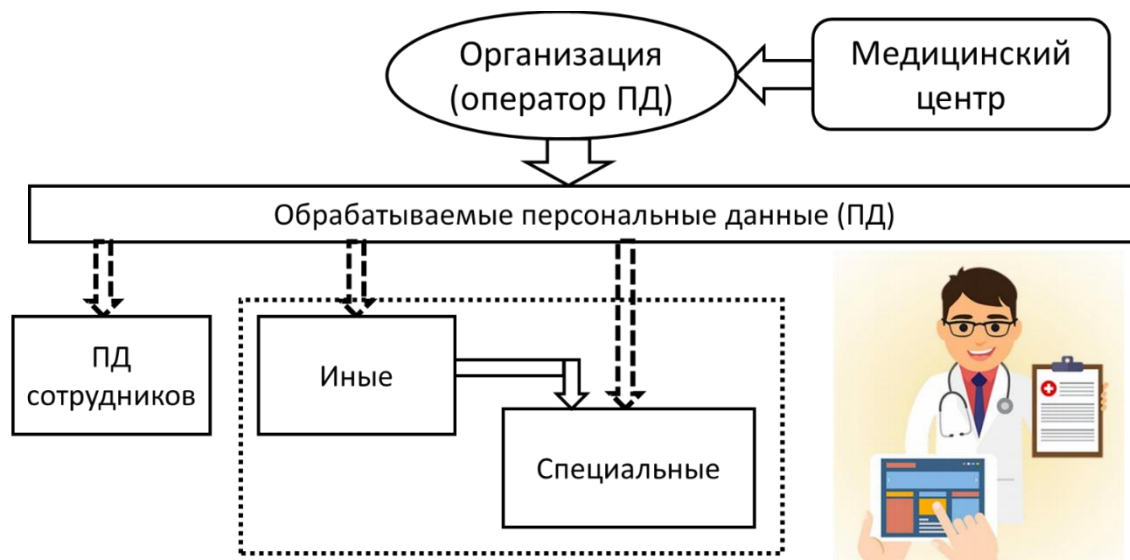 Организация
(оператор ПД)
Медицинский
центр
Обрабатываемые персональные данные (ПД)
ПД
сотрудников
Иные
Специальные